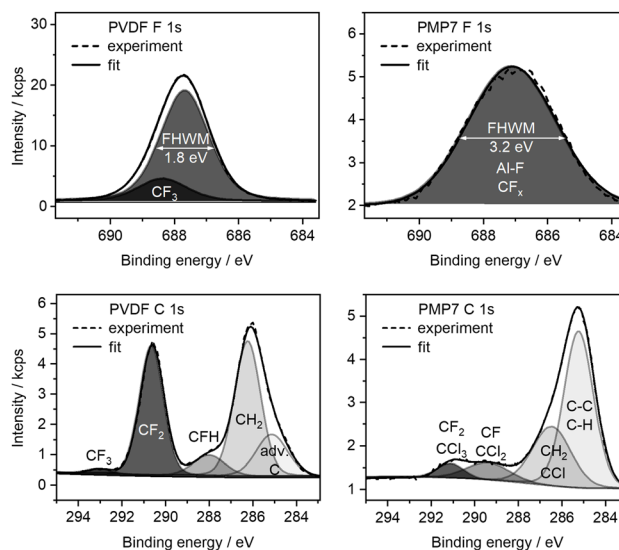 PVDF F 1s
experiment
fit
FHWM
1.8 eV
CF3
30
20
10
0
690 688 686 684
Intensity / kcps
Binding energy / eV
PMP7 F 1s
experiment
fit
FHWM
3.2 eV
Al-F
CFx
6
5
4
3
2
690 688 686 684
Binding energy / eV
PVDF C 1s
experiment
fit
CF3
CF2
CFH
CH2
adv.
C
6
5
4
3
2
1
0
294 292 290 288 286 284
Intensity / kcps
Binding energy / eV
PMP7 C 1s
experiment
fit
CF2
CCl3
CF
CCl2
CH2
CCl
C-C
C-H
5
4
3
2
1
294 292 290 288 286 284
Binding energy / eV